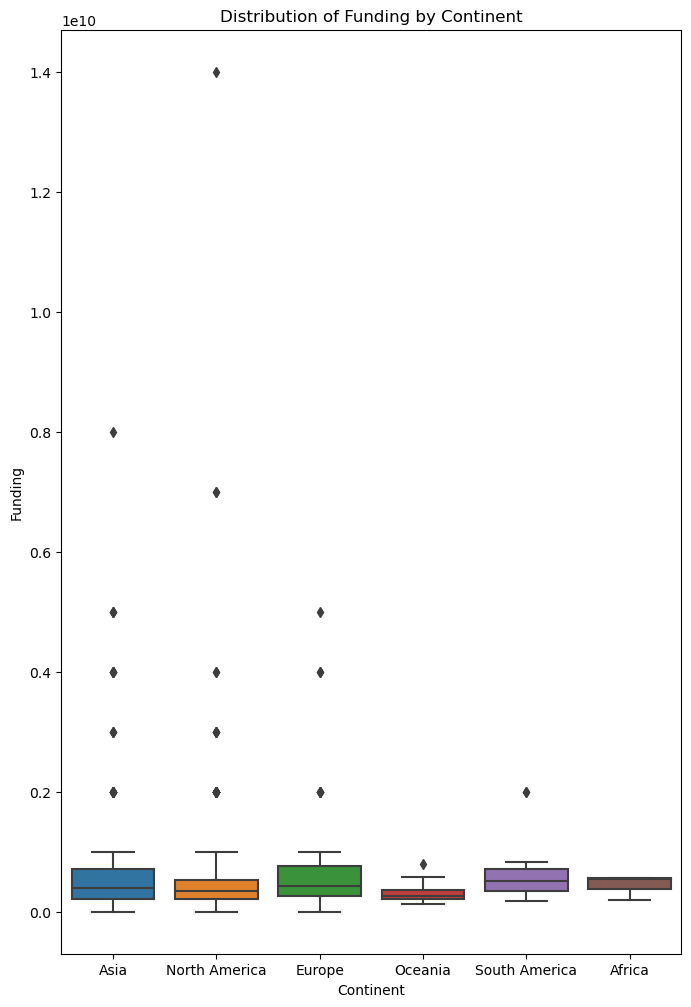 Distribution of Funding by Continent
1e10
1.4
1.2
1.0
0.8
0.6
0.4
0.2
0.0
Funding
Asia North America Europe Oceania South America Africa
Continent